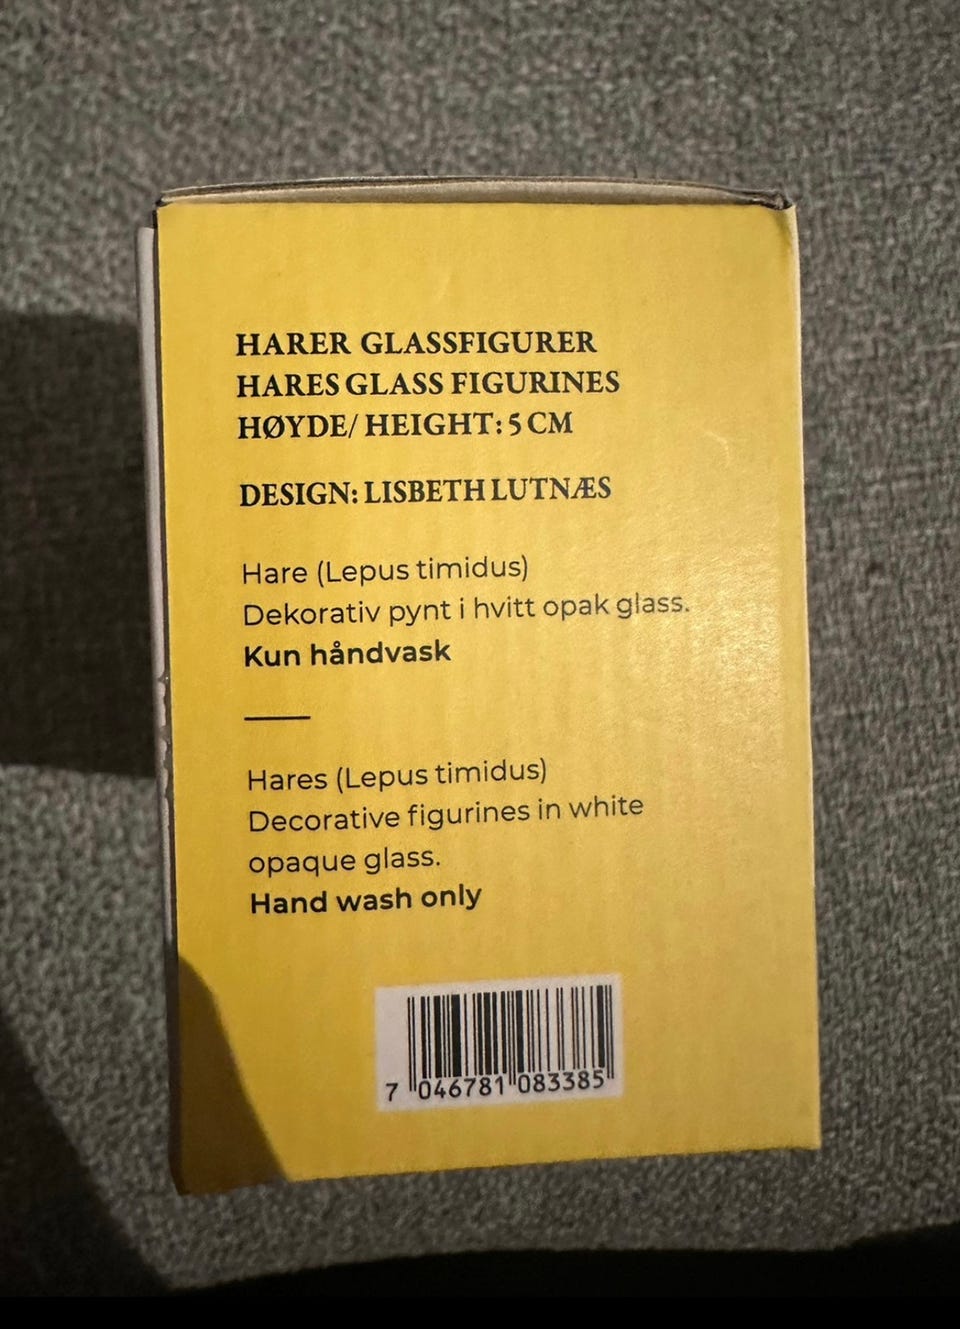 HARER GLASSFIGURER
HARES GLASS FIGURINES
HØYDE/ HEIGHT: 5 CM
DESIGN: LISBETH LUTNÆS
Hare (Lepus timidus)
Dekorativ pynt i hvitt opak glass.
Kun håndvask
Hares (Lepus timidus)
Decorative figurines in white
opaque glass.
Hand wash only
7 046781 083385